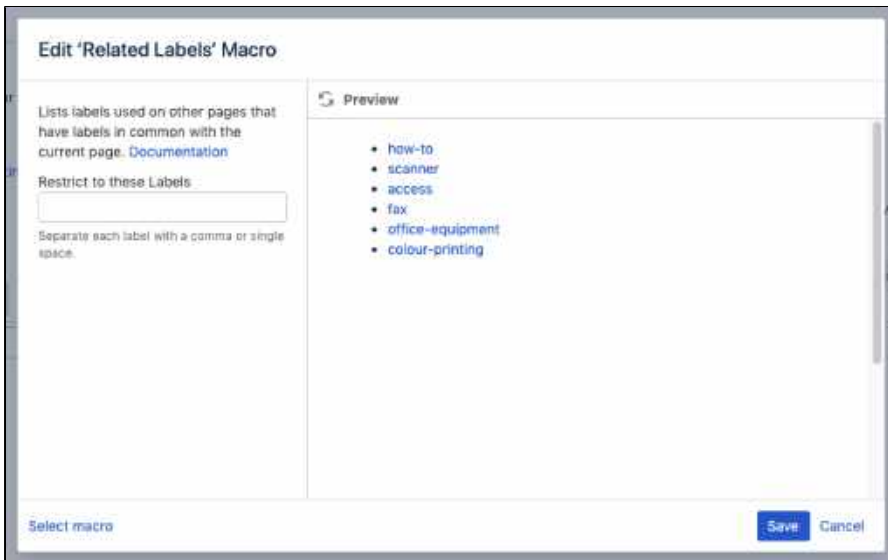 Edit ‘Related Labels’ Macro
Lists labels used on other pages that
have labels in common with the
current page. Documentation
Restrict to these Labels
Separate each label with a comma or single
space.
Preview
how-to
scanner
access
fax
office-equipment
colour-printing
Select macro
Save
Cancel